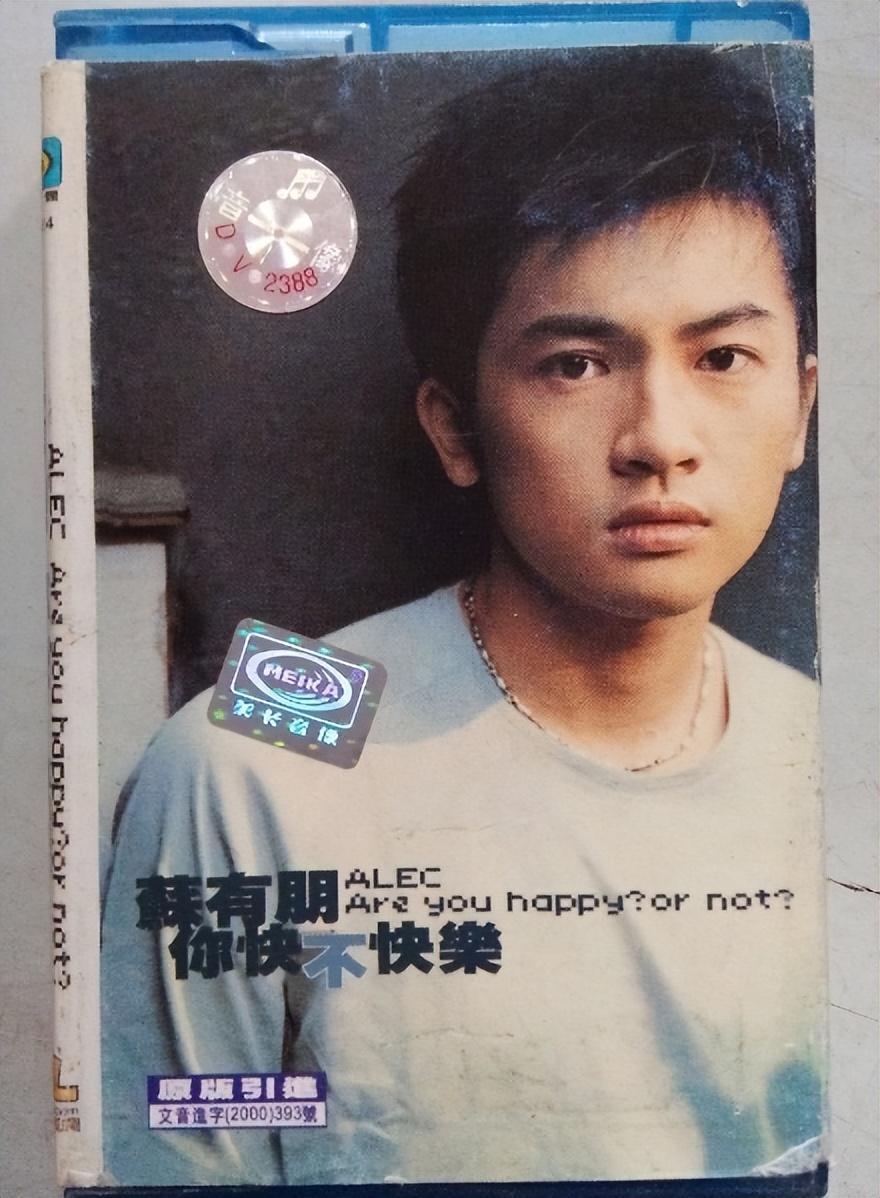 音
像
D V 2388
MEIKA
ALEC Are you happy?or not?
蘇有朋 ALEC
Are you happy?or not?
你快不快樂
原版引進
文音進字(2000)393號